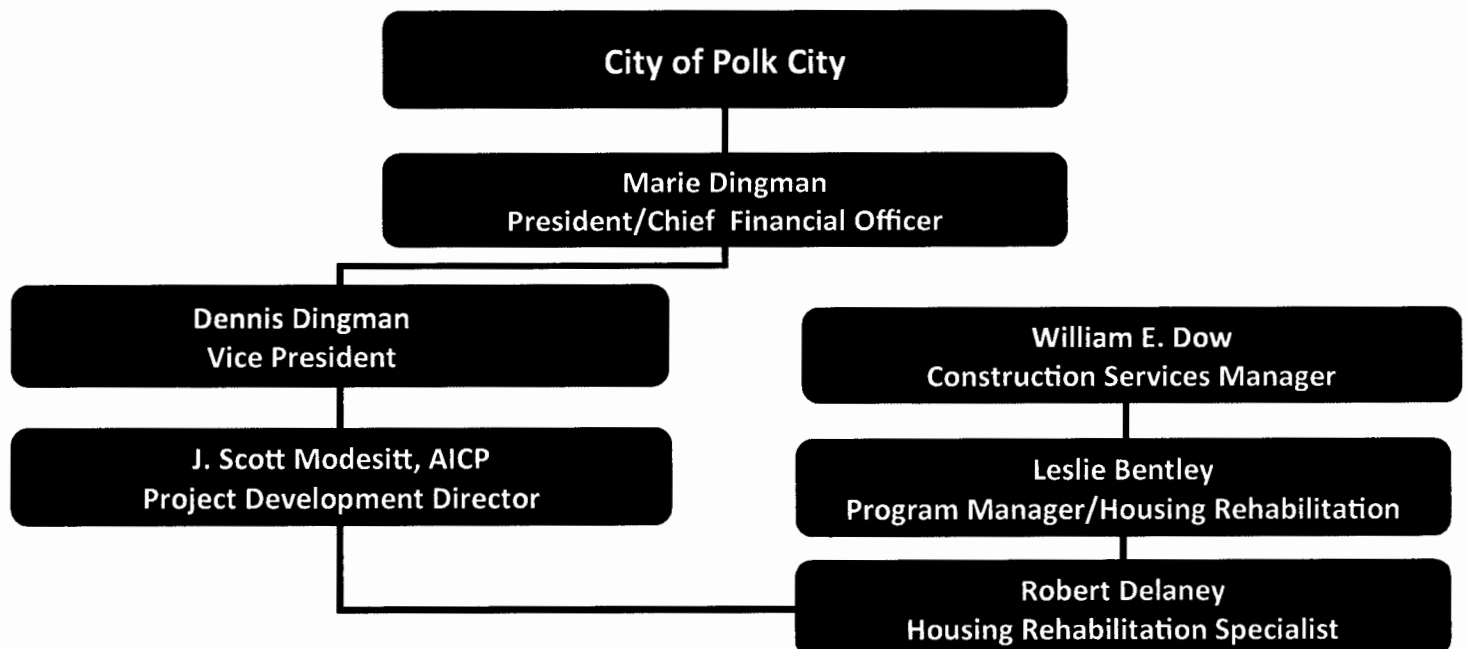 City of Polk City
Marie Dingman
President/Chief Financial Officer
Dennis Dingman
Vice President
William E. Dow
Construction Services Manager
J. Scott Modesitt, AICP
Project Development Director
Leslie Bentley
Program Manager/Housing Rehabilitation
Robert Delaney
Housing Rehabilitation Specialist